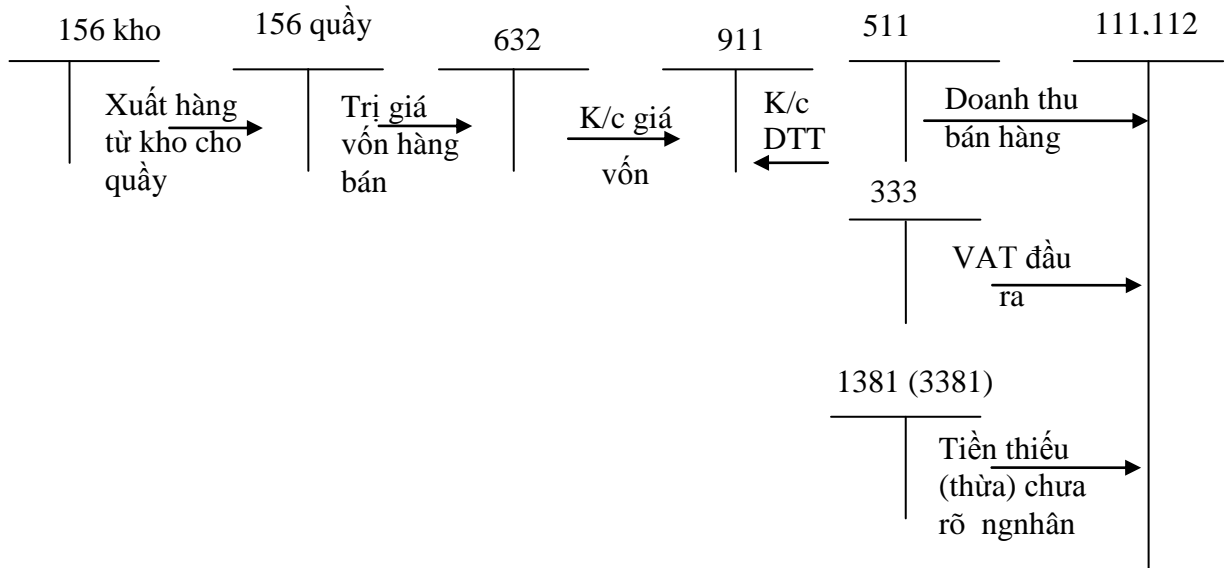 156 kho
156 quầy
632
911
511
111,112
Xuất hàng
từ kho cho
quầy
Trị giá
vốn hàng
bán
K/c giá
vốn
K/c
DTT
Doanh thu
bán hàng
333
VAT đầu
ra
1381 (3381)
Tiền thiếu
(thừa) chưa
rõ ngnhân